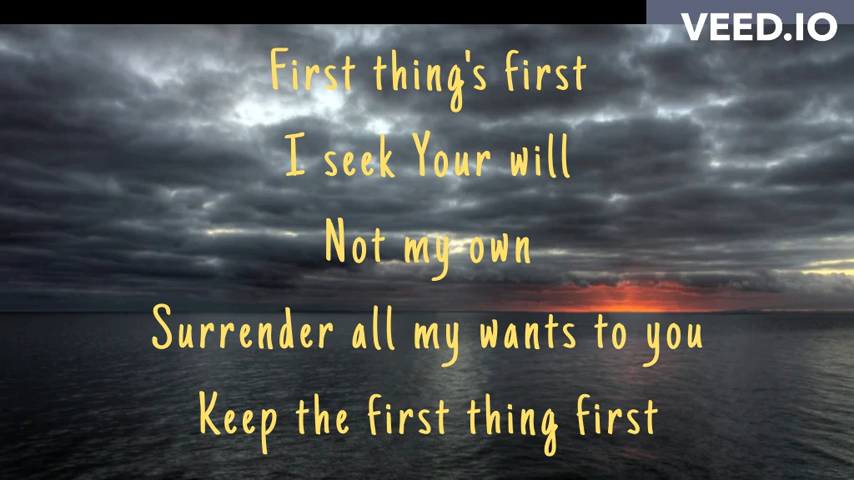 VEED.IO
First thing's first
I seek Your will
Not my own
Surrender all my wants to you
Keep the first thing first